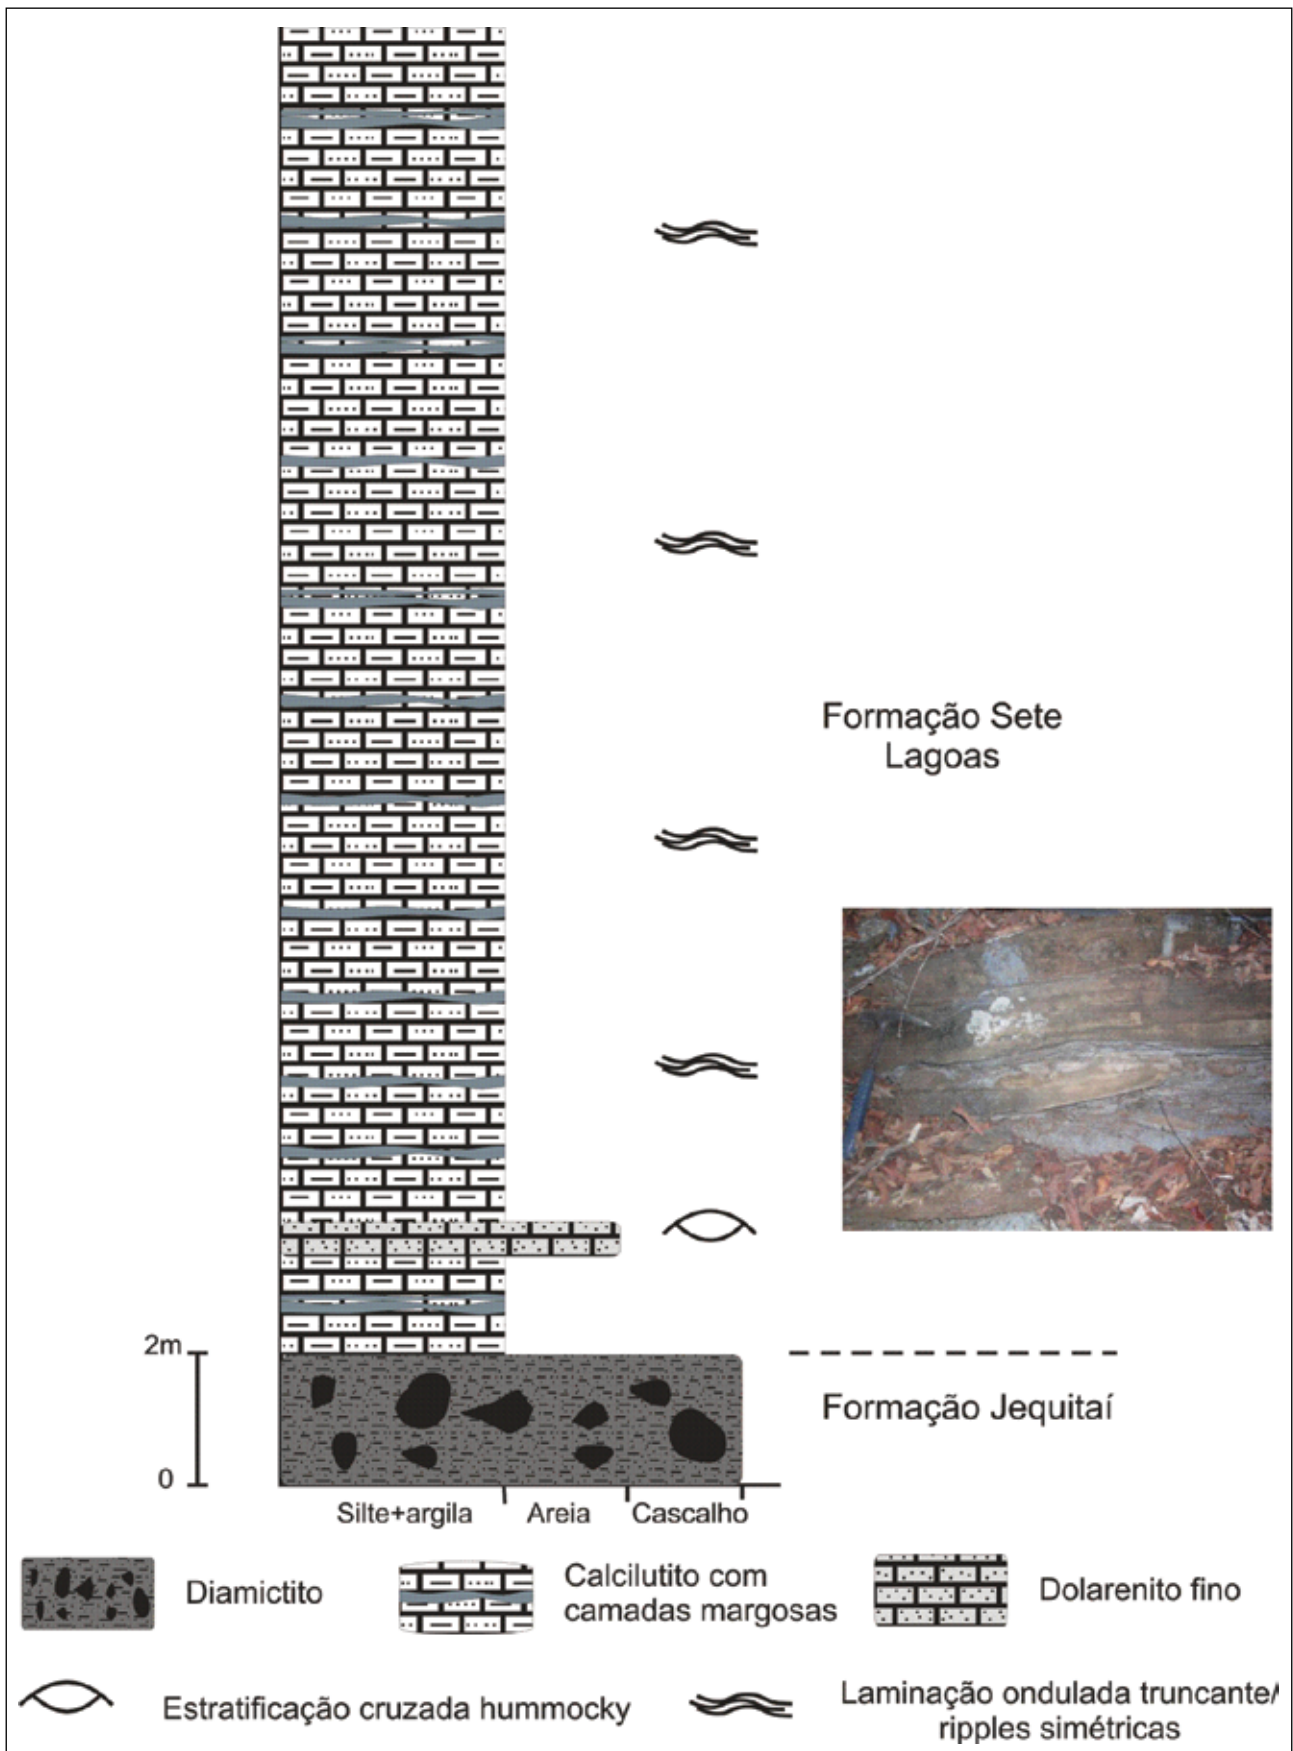 Formação Sete
Lagoas
2m
Formação Jequitaí
0
Silte+argila Areia Cascalho
Diamictito
Calcilutito com
camadas margosas
Dolarenito fino
Estratificação cruzada hummocky
Laminação ondulada truncante/
ripples simétricas